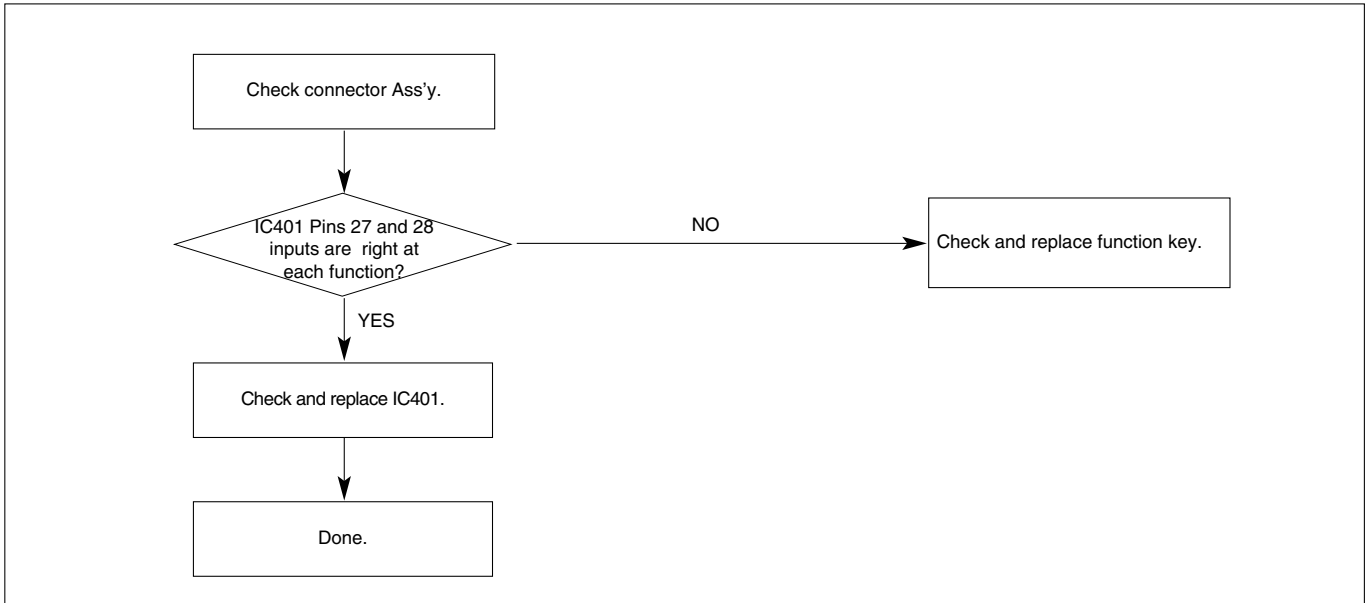 Check connector Ass’y.
IC401 Pins 27 and 28
inputs are right at
each function?
NO
Check and replace function key.
YES
Check and replace IC401.
Done.